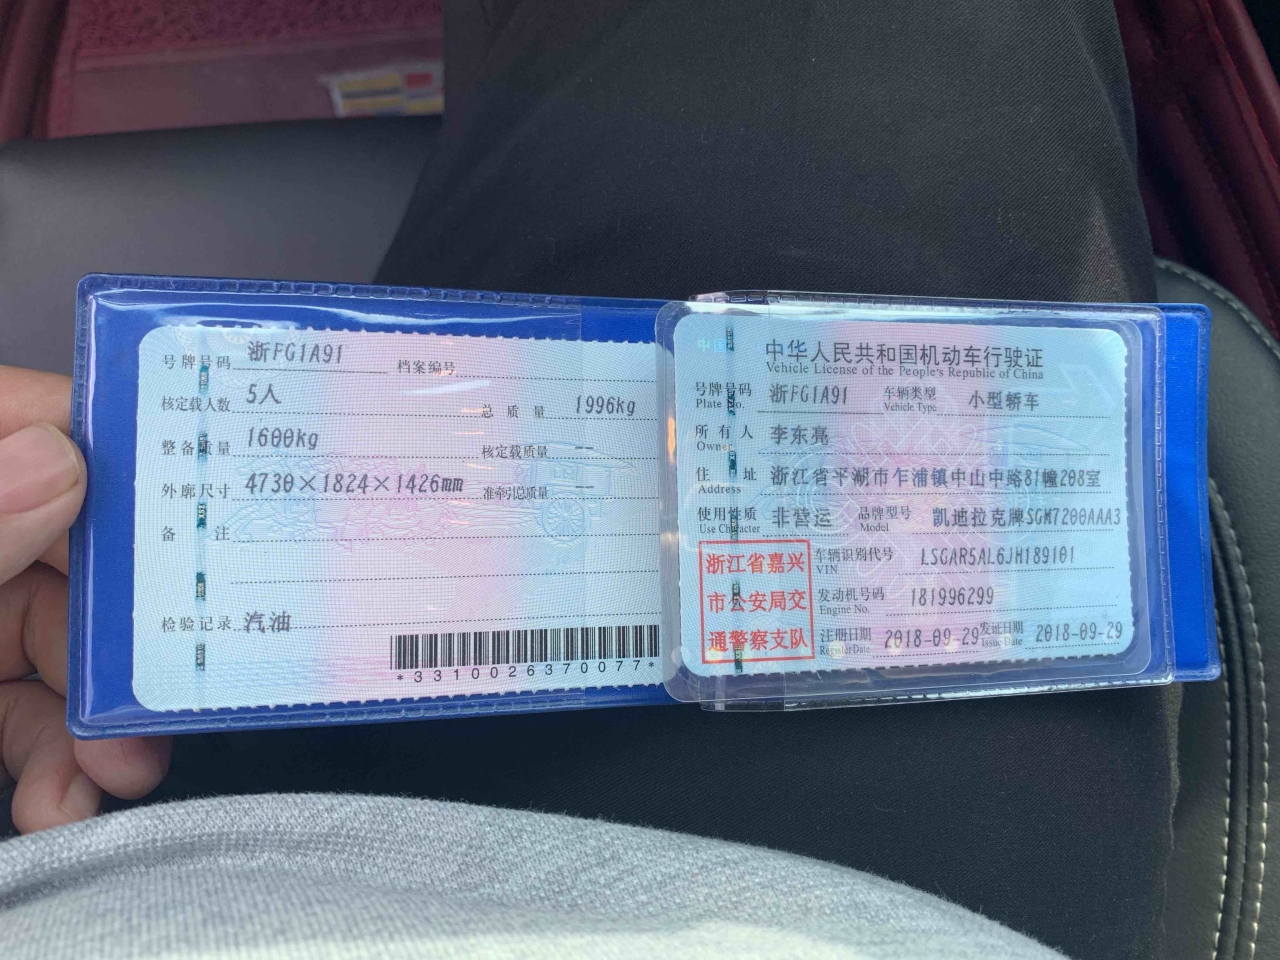 号牌号码 浙FG1A91 档案编号
核定载人数 5人 总质量 1996kg
整备质量 1600kg 核定载质量 --
外廓尺寸 4730×1824×1426mm 准牵引总质量 --
备注
检验记录 汽油
*3310026370077*
中国
中华人民共和国机动车行驶证
Vehicle License of the People's Republic of China
号牌号码 浙FG1A91 车辆类型 小型轿车
Plate No. Vehicle Type
所有人 李东亮
Owner
住址 浙江省平湖市乍浦镇中山中路81幢208室
Address
使用性质 非营运 品牌型号 凯迪拉克牌SGM7200AAA3
Use Character Model
浙江省嘉兴
市公安局交
通警察支队
车辆识别代号 LSGAR5AL6JH189101
VIN
发动机号码 181996299
Engine No.
注册日期 2018-09-29 发证日期 2018-09-29
Register Date Issue Date